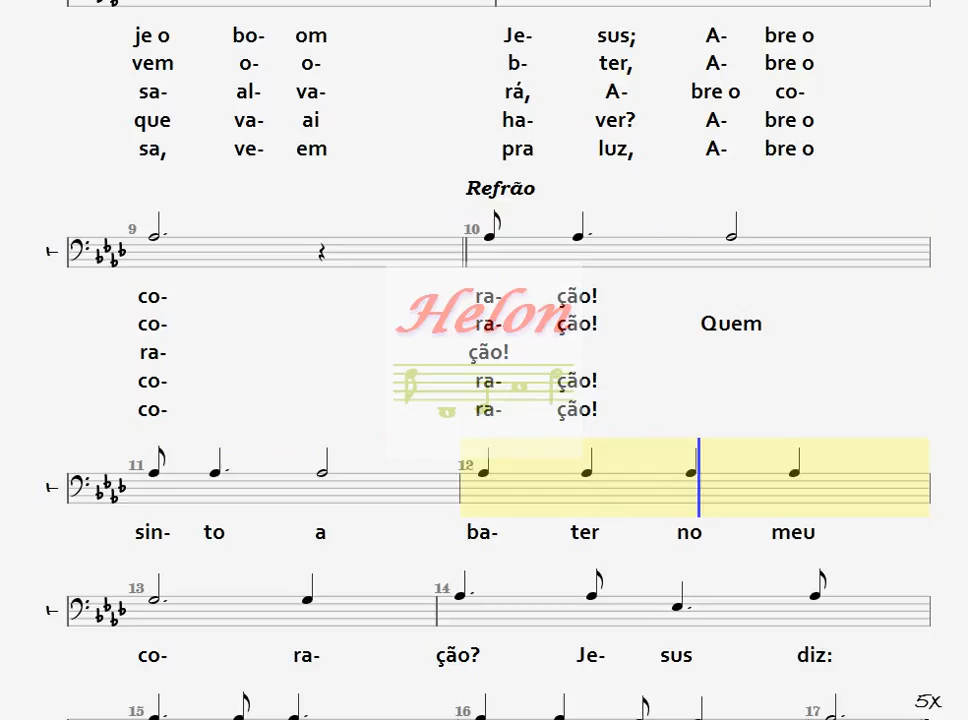 je o bo- om Je- sus; A- bre o
vem o- o- b- ter, A- bre o
sa- al- va- rá, A- bre o co-
que va- ai ha- ver? A- bre o
sa, ve- em pra luz, A- bre o
Refrão
9 10
co- ra- ção!
co- ra- ção! Quem
ra- ção!
co- ra- ção!
co- ra- ção!
Helon
11 12
sin- to a ba- ter no meu
13 14
co- ra- ção? Je- sus diz:
15 16 17
5x